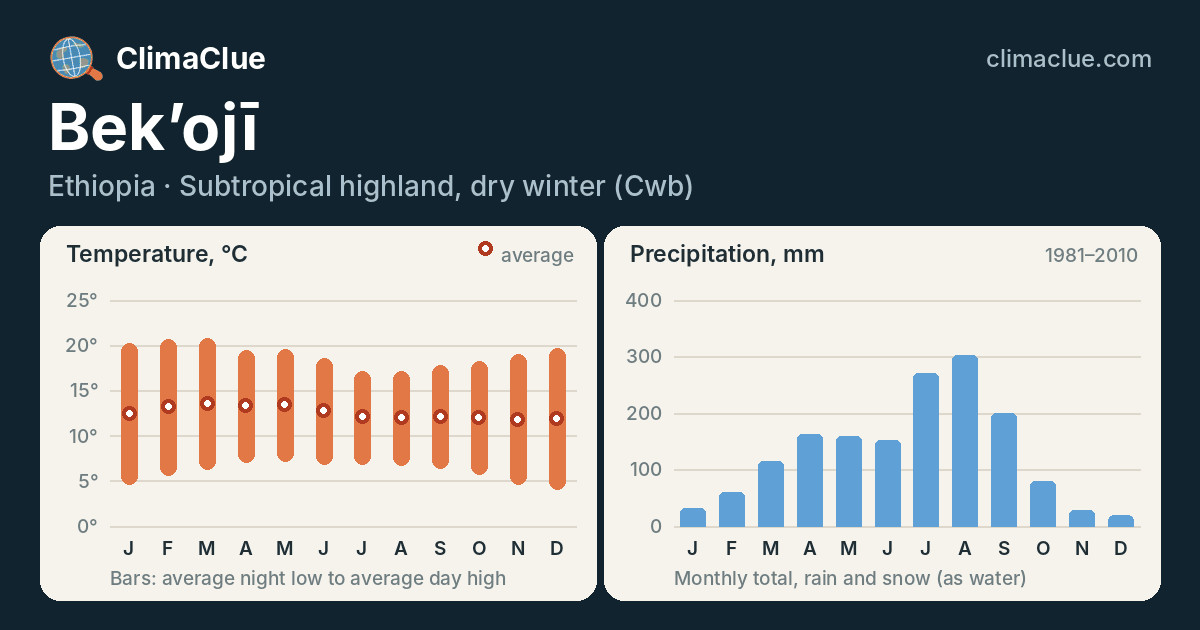 ClimaClue
climaclue.com
Bek’ojī
Ethiopia · Subtropical highland, dry winter (Cwb)
Temperature, °C
average
25°
20°
15°
10°
5°
0°
J F M A M J J A S O N D
Bars: average night low to average day high
Precipitation, mm
1981–2010
400
300
200
100
0
J F M A M J J A S O N D
Monthly total, rain and snow (as water)